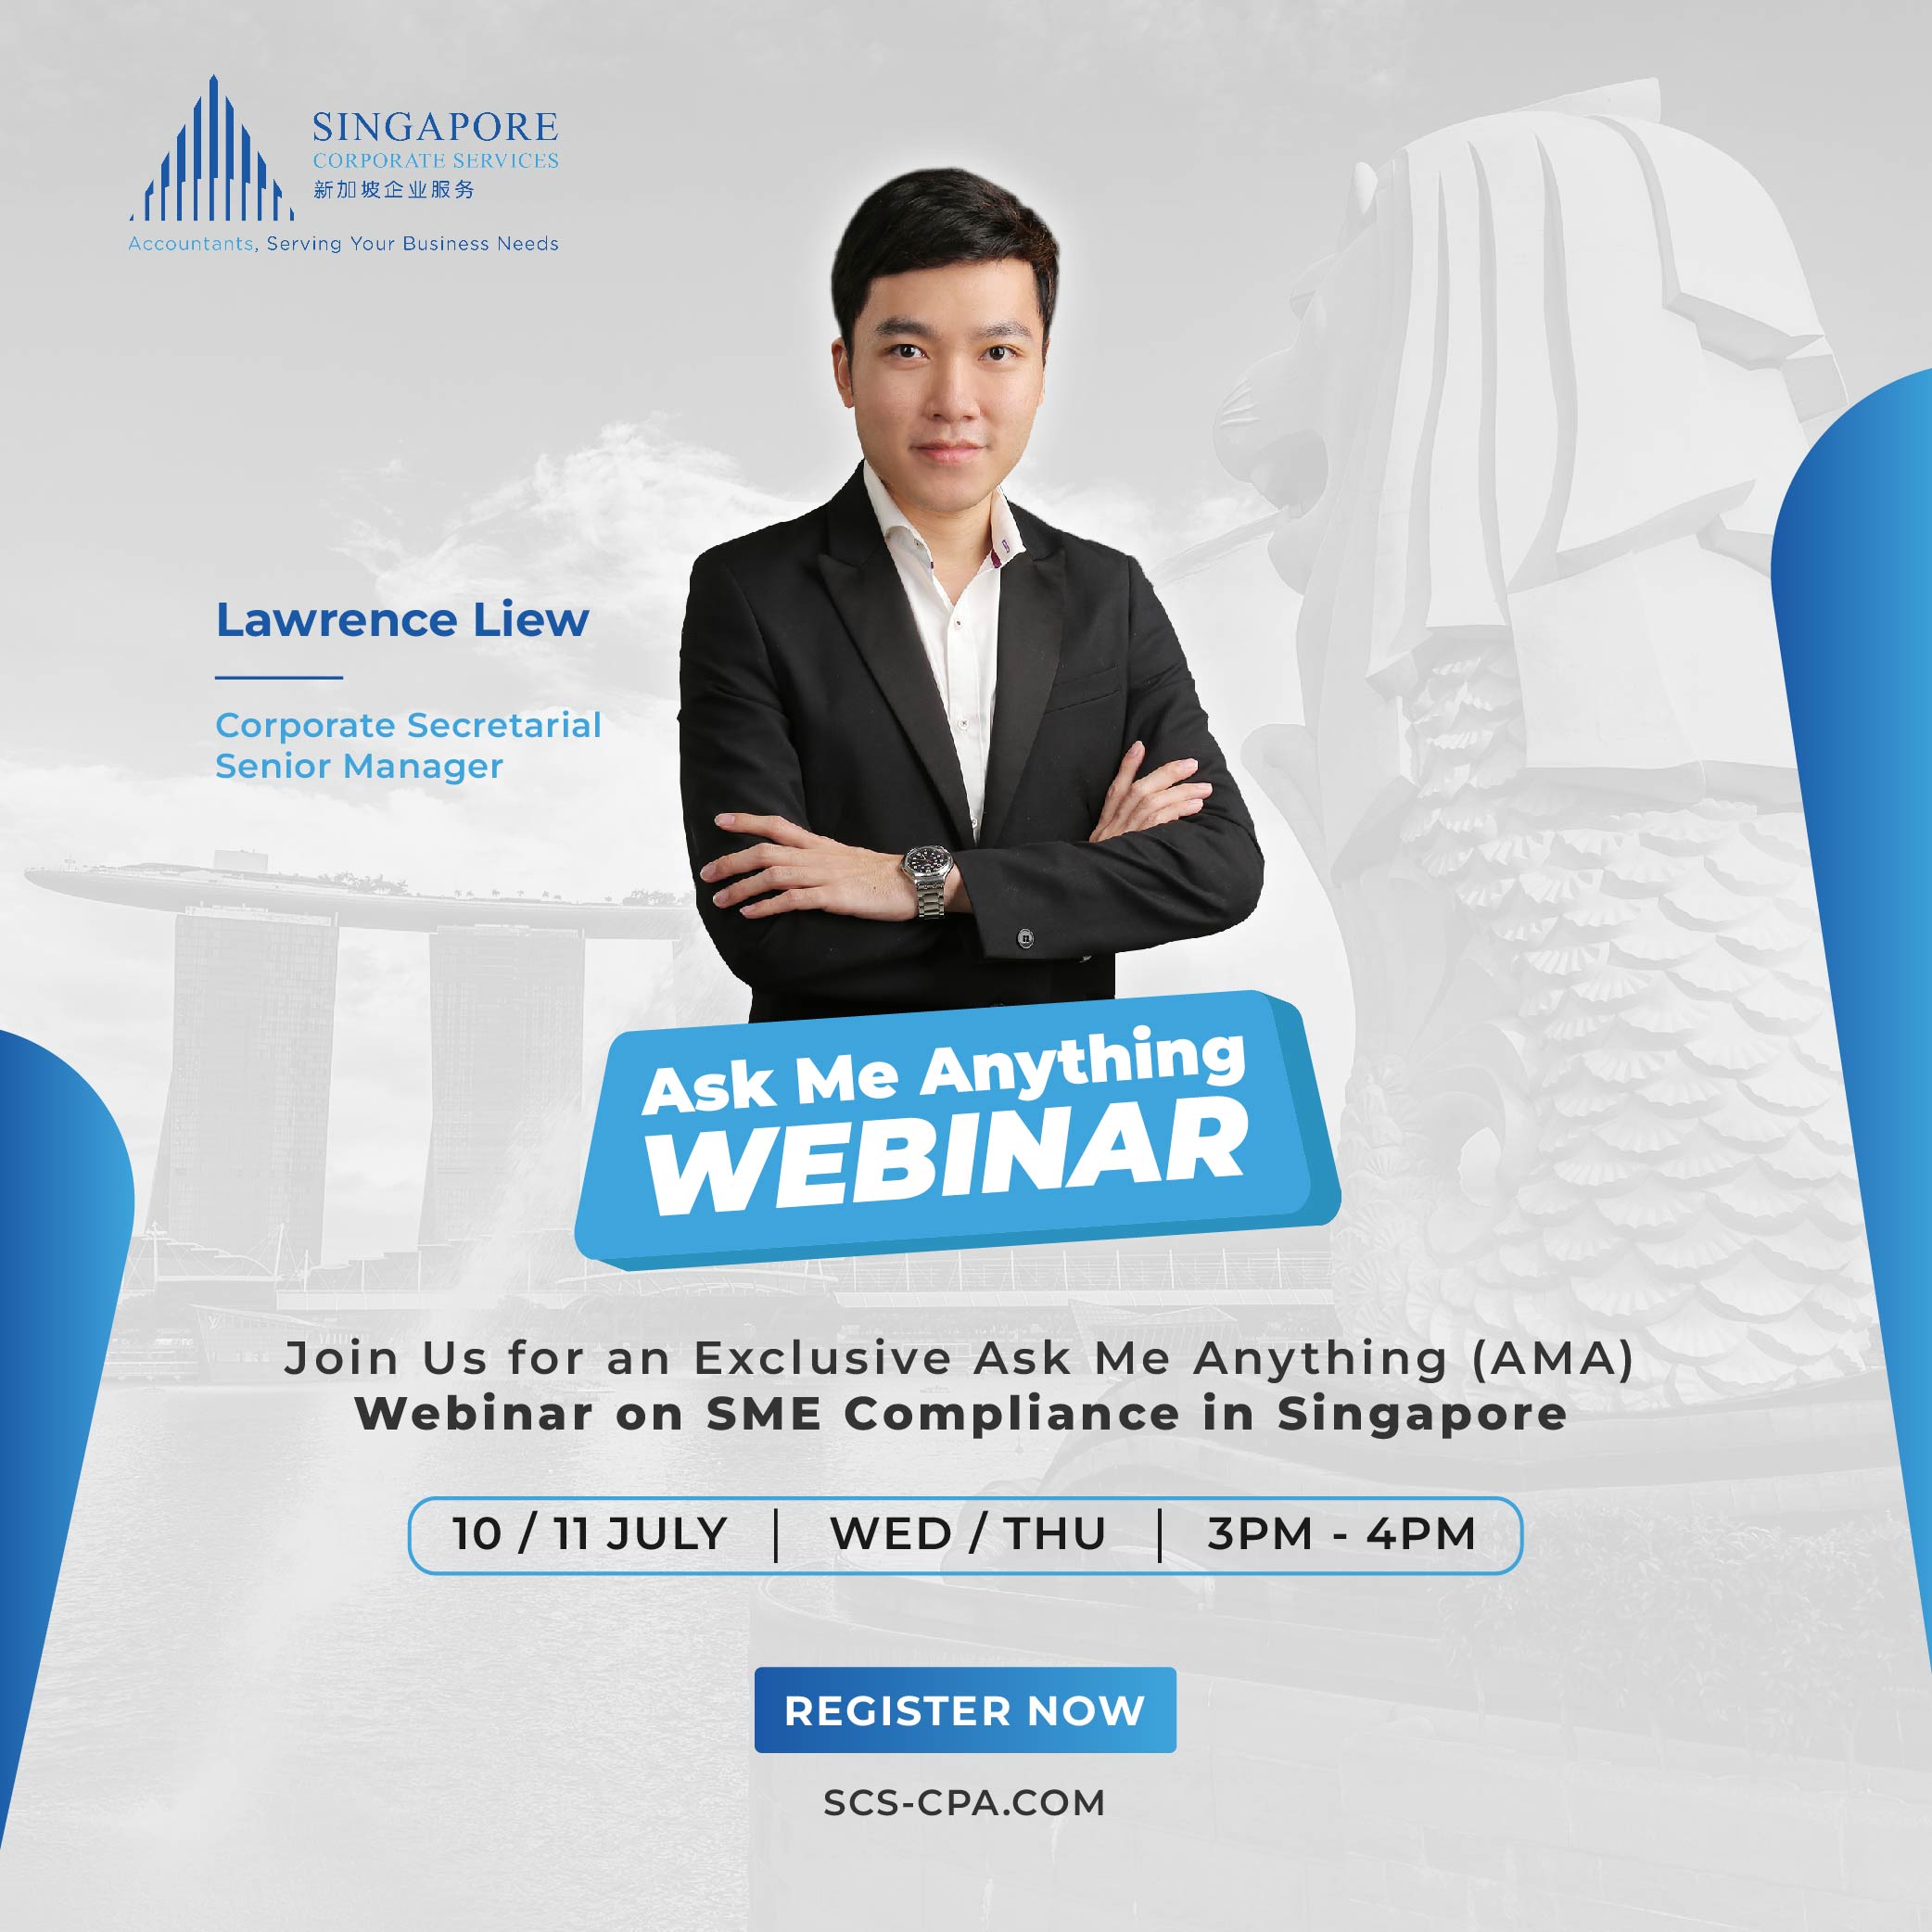 SINGAPORE
CORPORATE SERVICES
新加坡企业服务
Accountants, Serving Your Business Needs
Lawrence Liew
Corporate Secretarial
Senior Manager
Ask Me Anything
WEBINAR
Join Us for an Exclusive Ask Me Anything (AMA)
Webinar on SME Compliance in Singapore
10 / 11 JULY | WED / THU | 3PM - 4PM
REGISTER NOW
SCS-CPA.COM